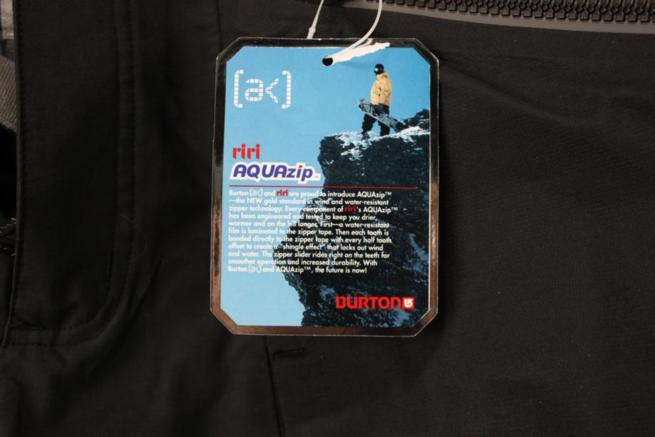 [ak]
riri
AQUAzip™
Burton [ak] and riri are proud to introduce AQUAzip™
—the NEW gold standard in wind and water-resistant
zipper technology. Every component of riri's AQUAzip™
has been engineered and tested to keep you drier,
warmer and on the hill longer. First—a water-resistant
film is laminated to the zipper tape. Then each tooth is
bonded directly to the zipper tape with every half tooth
offset to create a "shingle effect" that locks out wind
and water. The zipper slider rides right on the teeth for
smoother operation and increased durability. With
Burton [ak] and AQUAzip™, the future is now!
BURTON